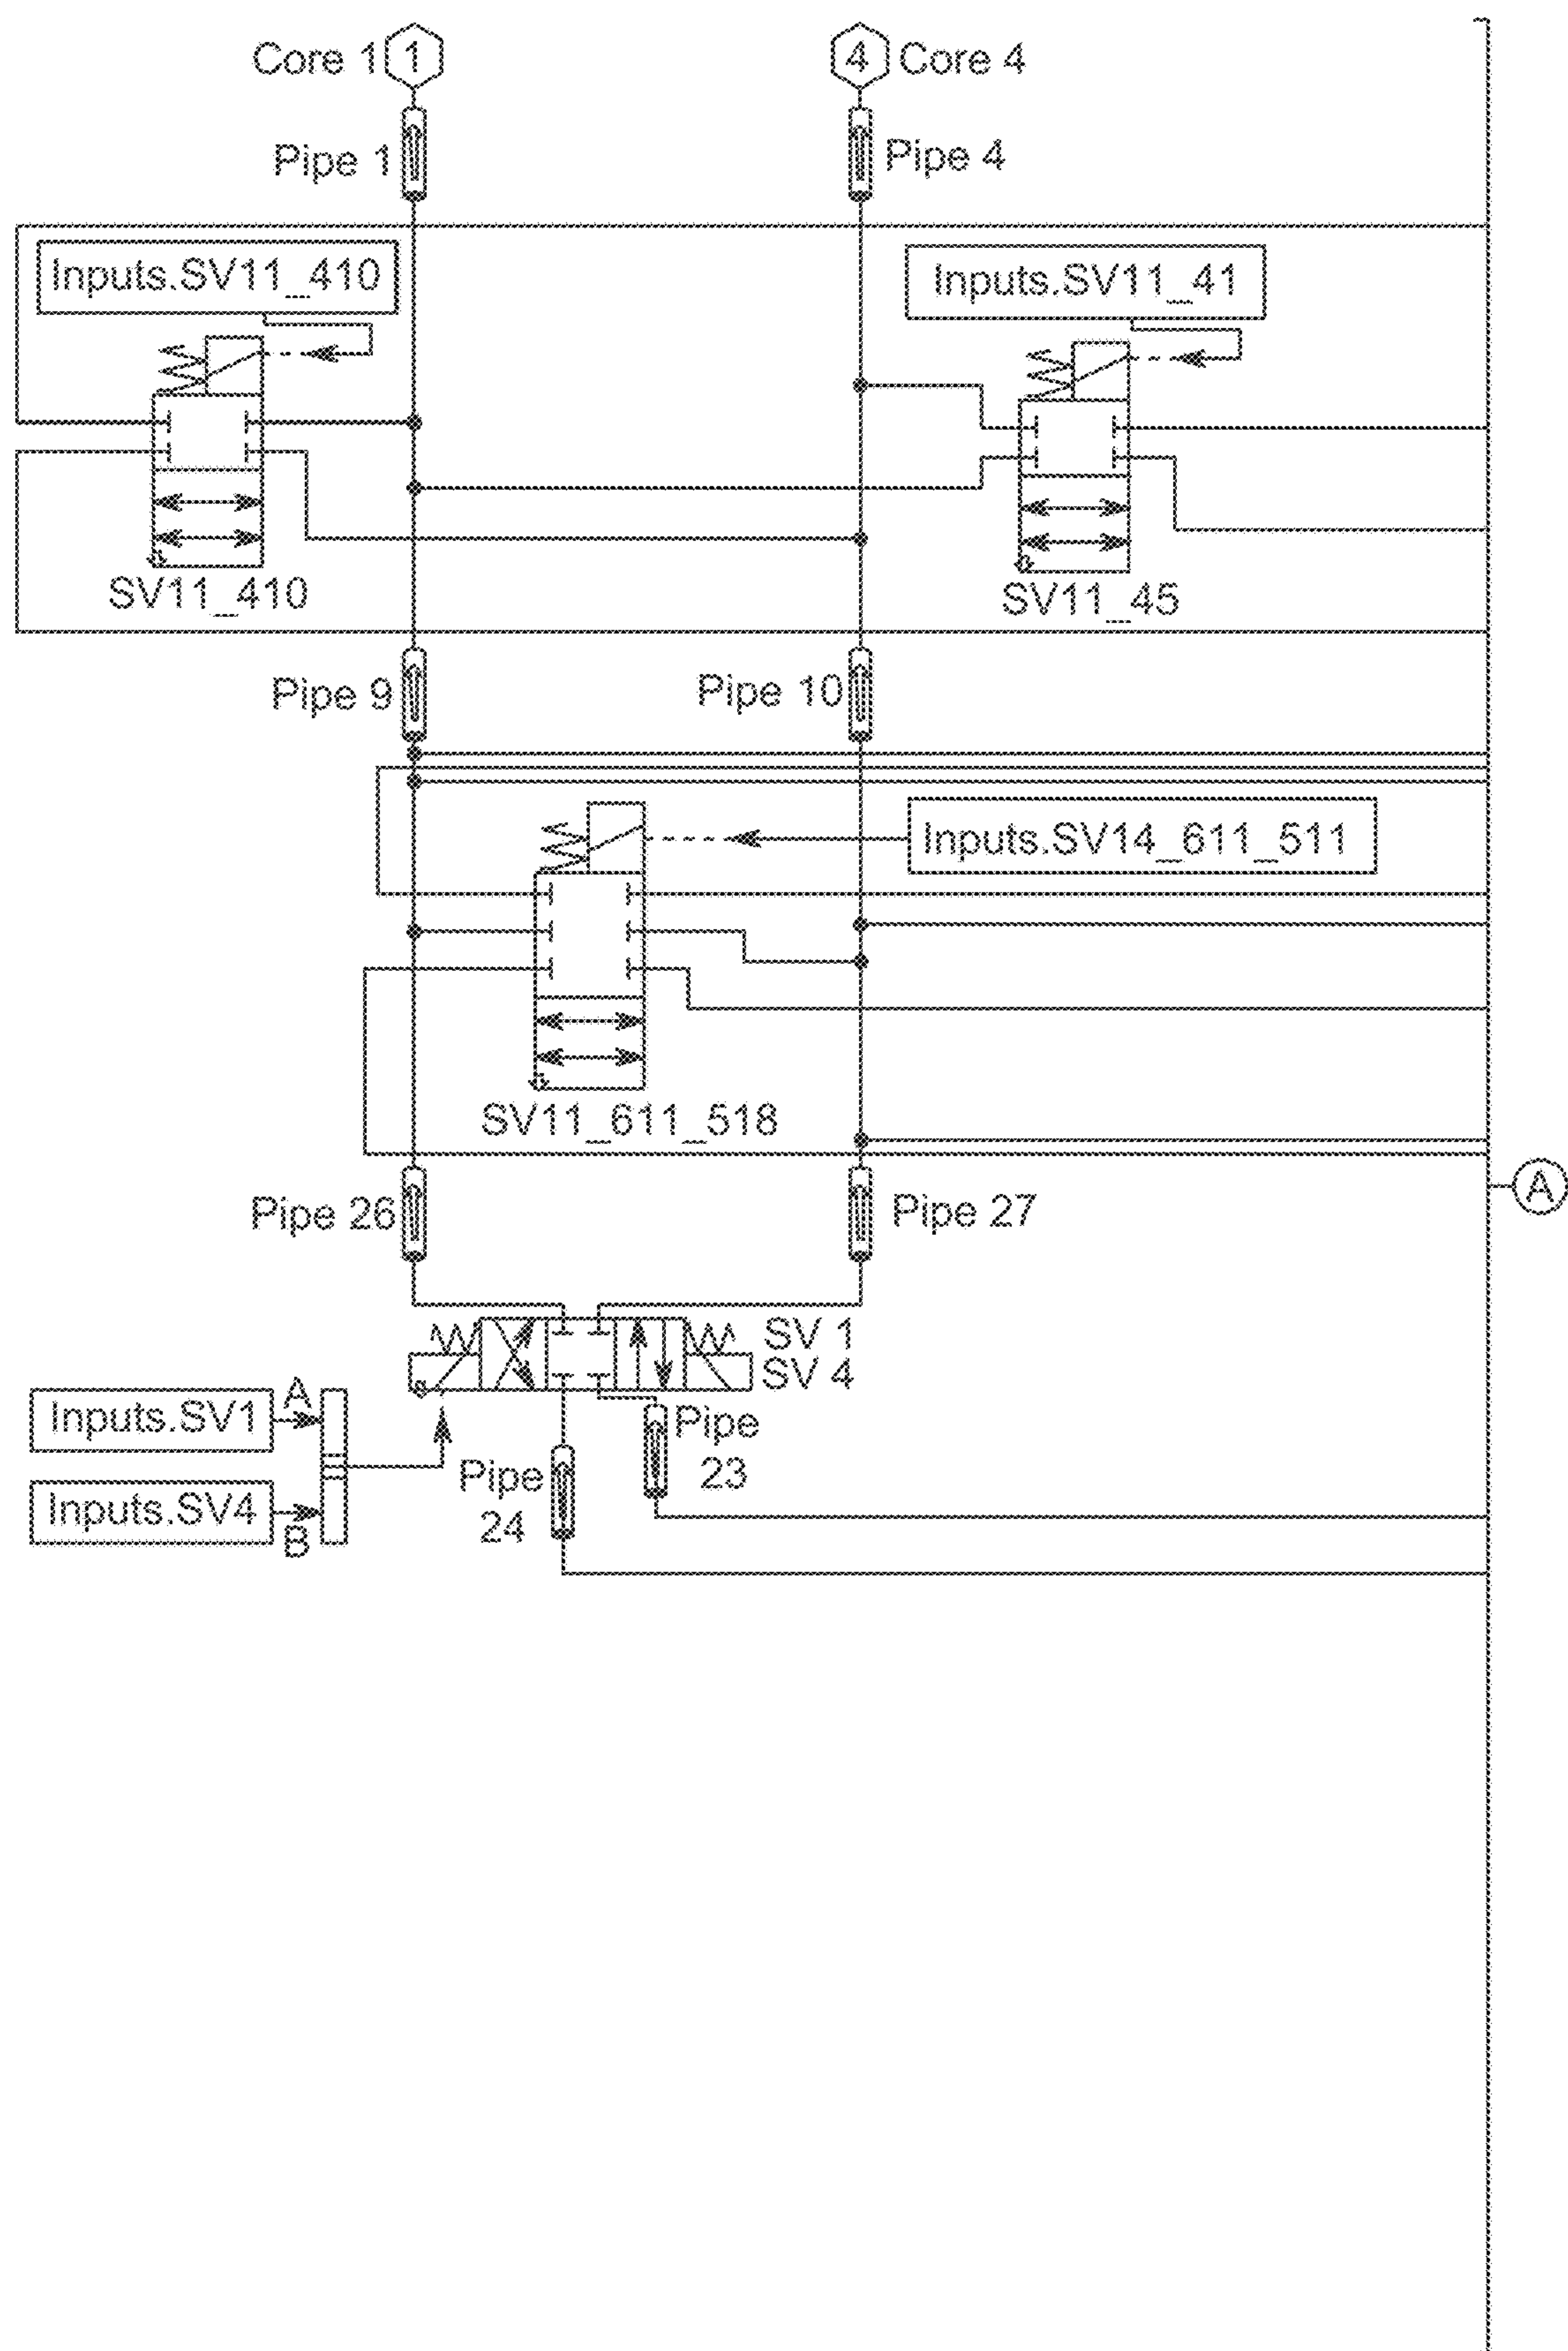 Core 1
1
4
Core 4
Pipe 1
Pipe 4
Inputs.SV11_410
Inputs.SV11_41
SV11_410
SV11_45
Pipe 9
Pipe 10
Inputs.SV14_611_511
SV11_611_518
A
Pipe 26
Pipe 27
SV 1
SV 4
Inputs.SV1
A
Pipe
23
Pipe
24
Inputs.SV4
B